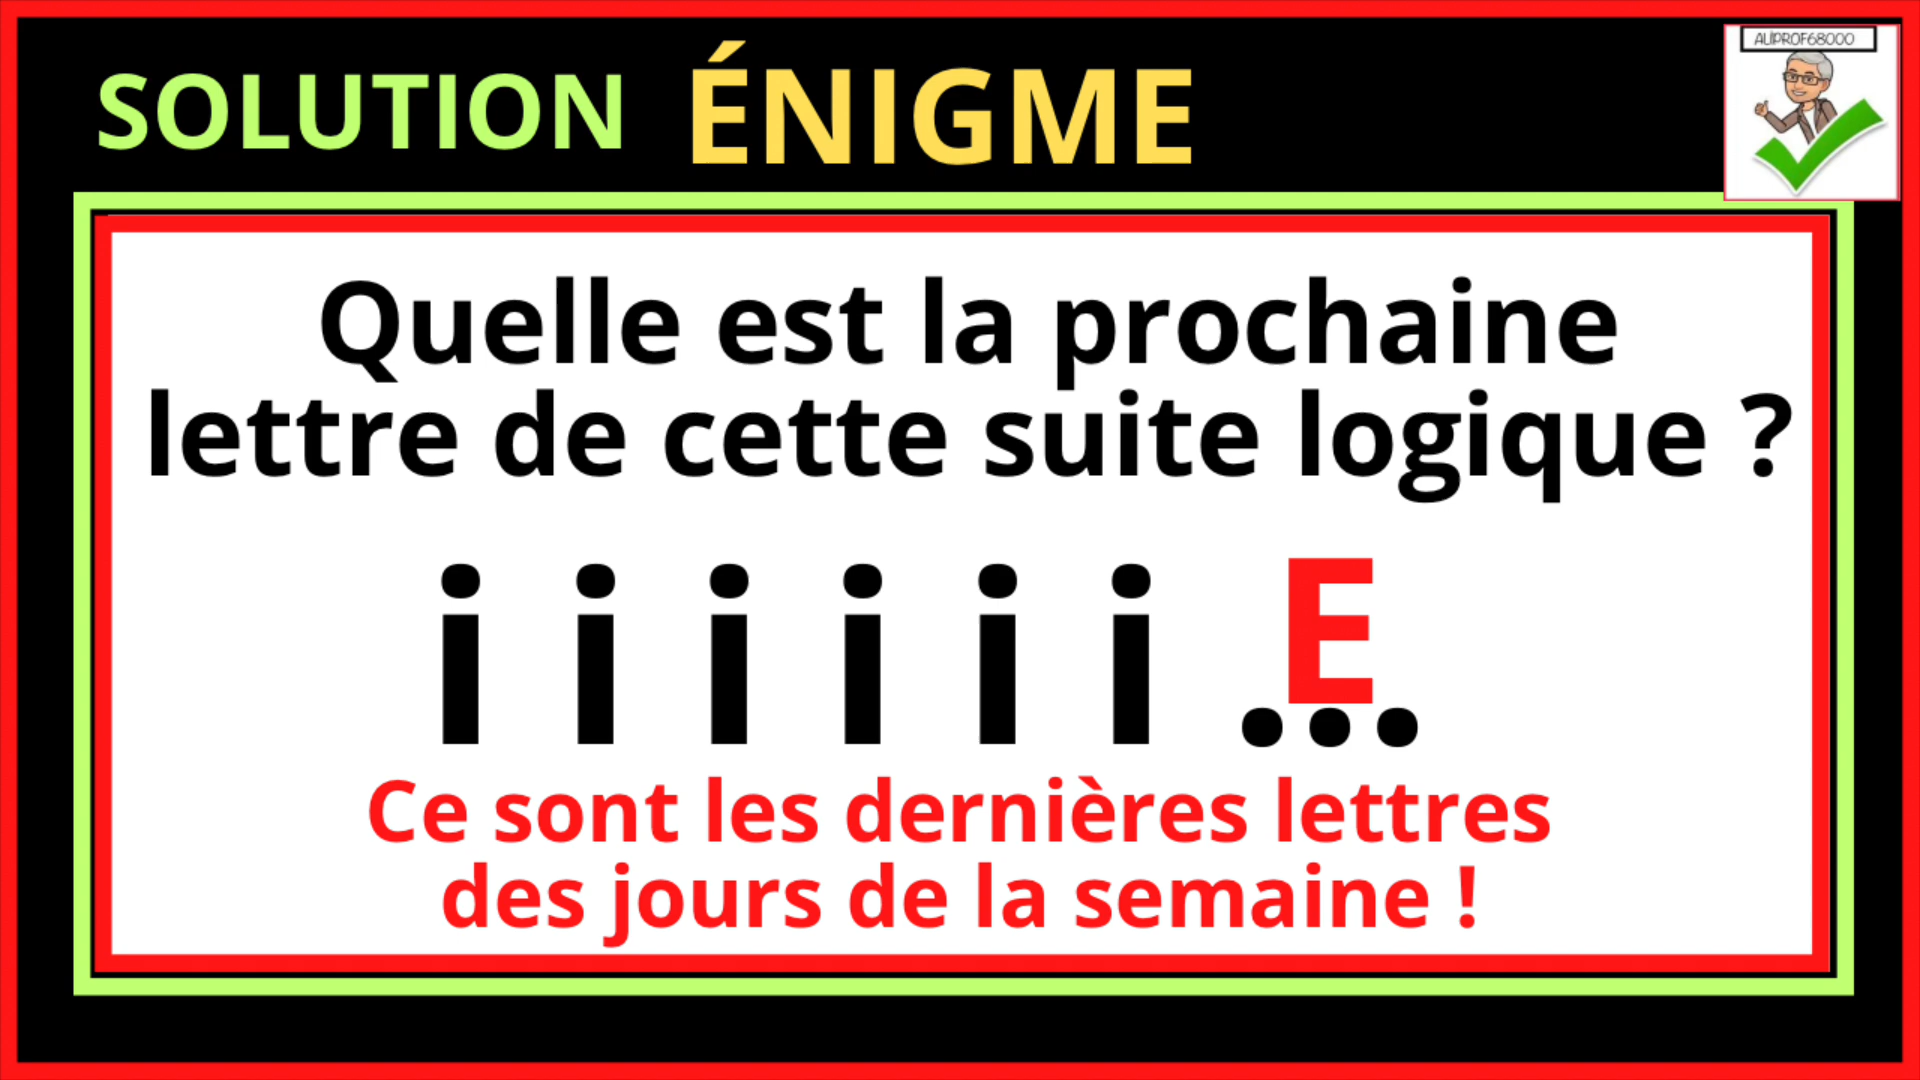 SOLUTION ÉNIGME
ALIPROF68000
Quelle est la prochaine
lettre de cette suite logique ?
i i i i i i ... E
Ce sont les dernières lettres
des jours de la semaine !